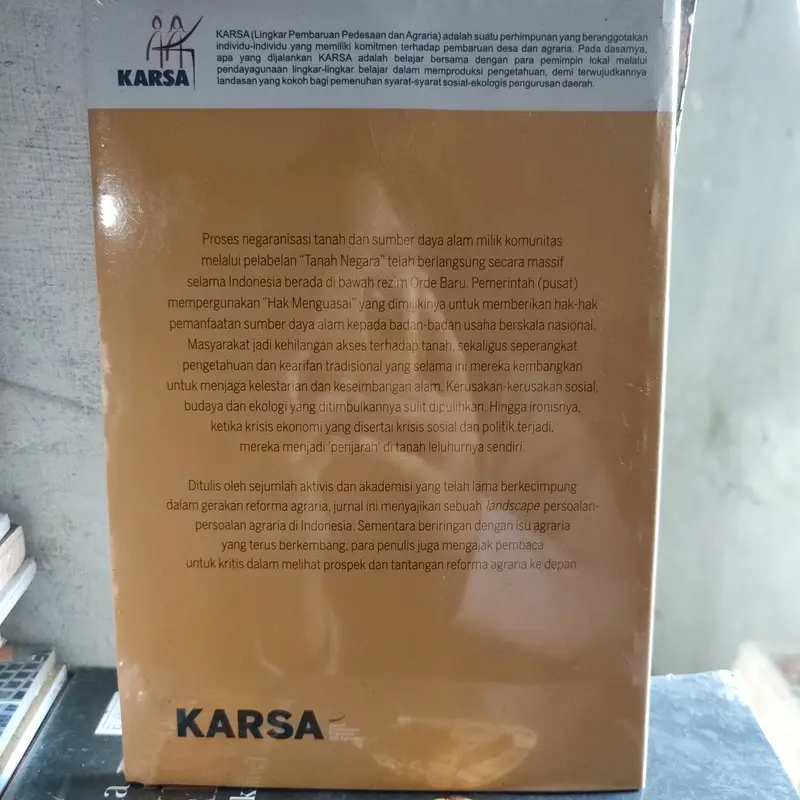 KARSA
KARSA (Lingkar Pembaruan Pedesaan dan Agraria) adalah suatu perhimpunan yang beranggotakan
individu-individu yang memiliki komitmen terhadap pembaruan desa dan agraria. Pada dasarnya,
apa yang dijalankan KARSA adalah belajar bersama dengan para pemimpin lokal melalui
pendayagunaan lingkar-lingkar belajar dalam memproduksi pengetahuan, demi terwujudkannya
landasan yang kokoh bagi pemenuhan syarat-syarat sosial-ekologis pengurusan daerah.
Proses negaranisasi tanah dan sumber daya alam milik komunitas
melalui pelabelan "Tanah Negara" telah berlangsung secara massif
selama Indonesia berada di bawah rezim Orde Baru. Pemerintah (pusat)
mempergunakan "Hak Menguasai" yang dimilikinya untuk memberikan hak-hak
pemanfaatan sumber daya alam kepada badan-badan usaha berskala nasional.
Masyarakat jadi kehilangan akses terhadap tanah, sekaligus seperangkat
pengetahuan dan kearifan tradisional yang selama ini mereka kembangkan
untuk menjaga kelestarian dan keseimbangan alam. Kerusakan-kerusakan sosial,
budaya dan ekologi yang ditimbulkannya sulit dipulihkan. Hingga ironisnya,
ketika krisis ekonomi yang disertai krisis sosial dan politik terjadi,
mereka menjadi 'penjarah' di tanah leluhurnya sendiri.
Ditulis oleh sejumlah aktivis dan akademisi yang telah lama berkecimpung
dalam gerakan reforma agraria, jurnal ini menyajikan sebuah landscape persoalan-
persoalan agraria di Indonesia. Sementara beriringan dengan isu agraria
yang terus berkembang, para penulis juga mengajak pembaca
untuk kritis dalam melihat prospek dan tantangan reforma agraria ke depan.
KARSA